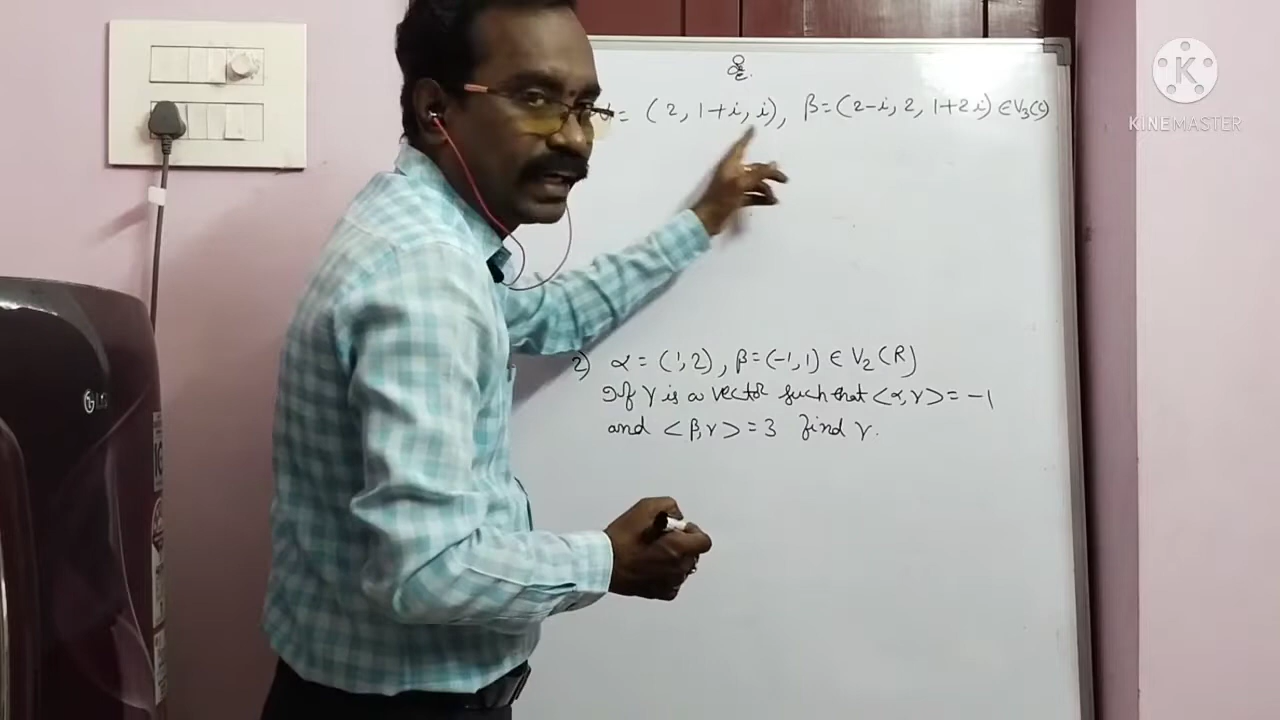 = (2, 1+i, i), β=(2-i, 2, 1+2i) ∈ V₃(C)
2) α = (1,2), β=(-1,1) ∈ V₂(R)
If γ is a vector such that <α,γ> = -1
and <β,γ> = 3 find γ.
K
KINEMASTER
LG